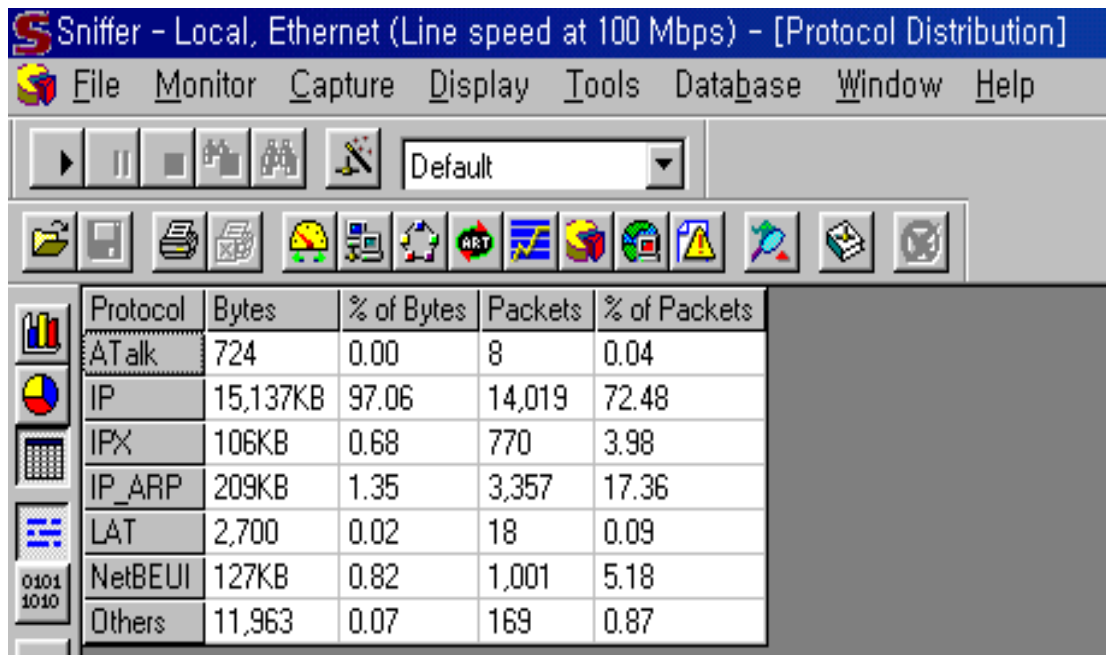 Sniffer - Local, Ethernet (Line speed at 100 Mbps) - [Protocol Distribution]
File Monitor Capture Display Tools Database Window Help
Default
ART
Protocol Bytes % of Bytes Packets % of Packets
ATalk 724 0.00 8 0.04
IP 15,137KB 97.06 14,019 72.48
IPX 106KB 0.68 770 3.98
IP_ARP 209KB 1.35 3,357 17.36
LAT 2,700 0.02 18 0.09
NetBEUI 127KB 0.82 1,001 5.18
Others 11,963 0.07 169 0.87
0101
1010